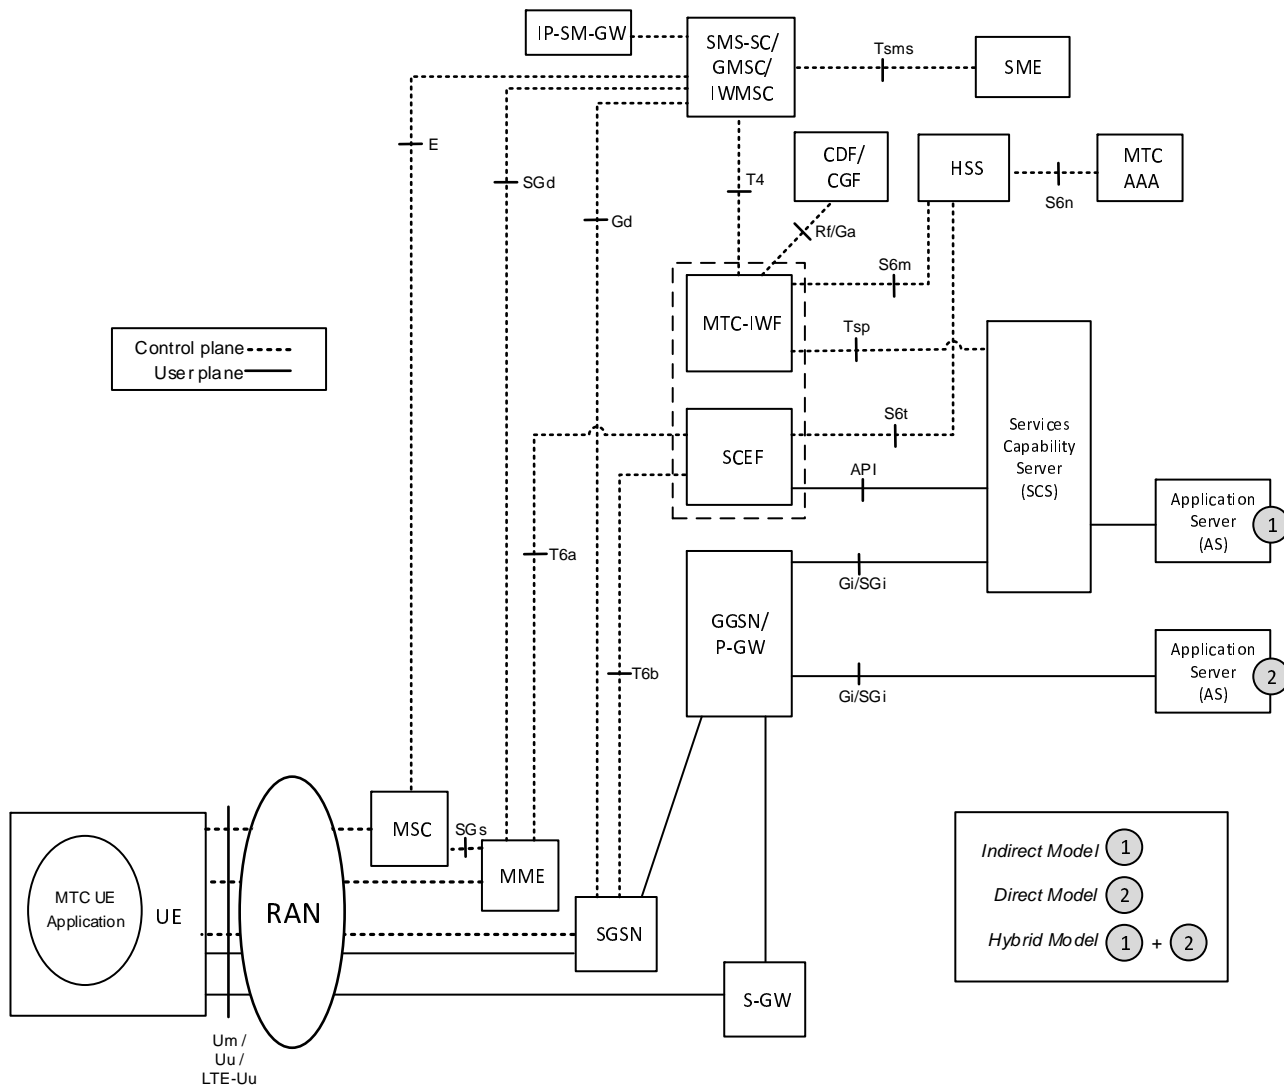 IP-SM-GW
SMS-SC/
GMSC/
IWMSC
Tsms
SME
E
SGd
Gd
T4
CDF/
CGF
HSS
MTC
AAA
S6n
Rf/Ga
S6m
MTC-IWF
Tsp
Control plane
User plane
S6t
SCEF
API
Services
Capability
Server
(SCS)
Application
Server
(AS)
1
T6a
Gi/SGi
GGSN/
P-GW
T6b
Gi/SGi
Application
Server
(AS)
2
MSC
SGs
MME
MTC UE
Application
UE
RAN
SGSN
S-GW
Um /
Uu /
LTE-Uu
Indirect Model 1
Direct Model 2
Hybrid Model 1 + 2